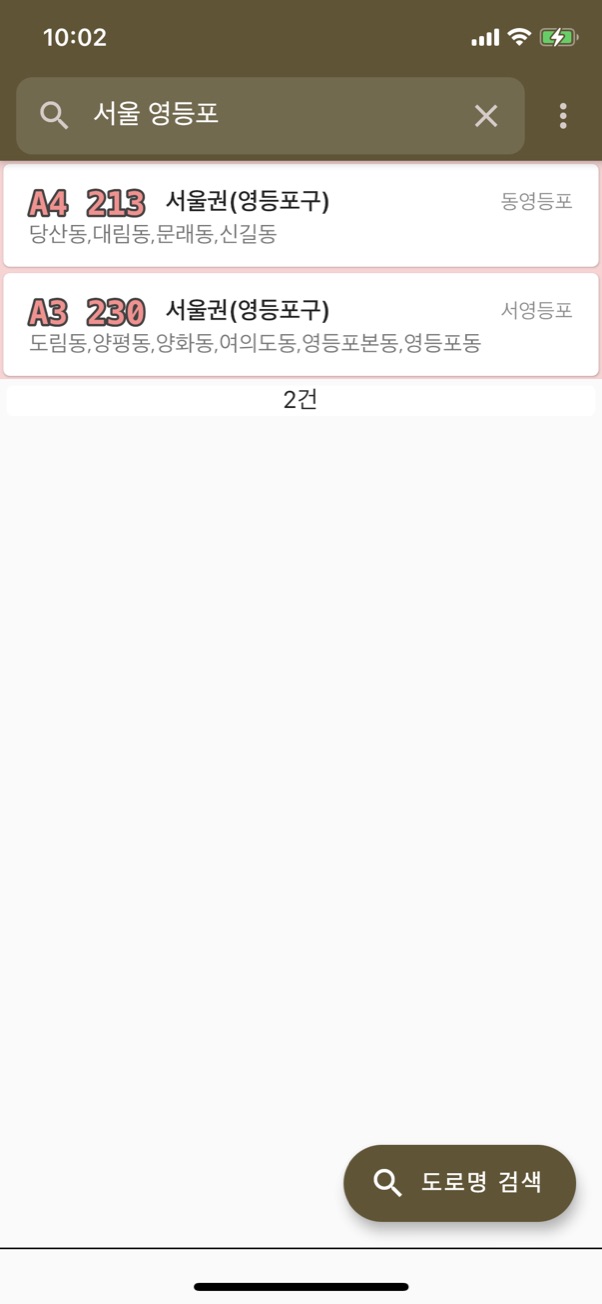 10:02
서울 영등포
A4 213 서울권(영등포구) 동영등포
당산동,대림동,문래동,신길동
A3 230 서울권(영등포구) 서영등포
도림동,양평동,양화동,여의도동,영등포본동,영등포동
2건
도로명 검색